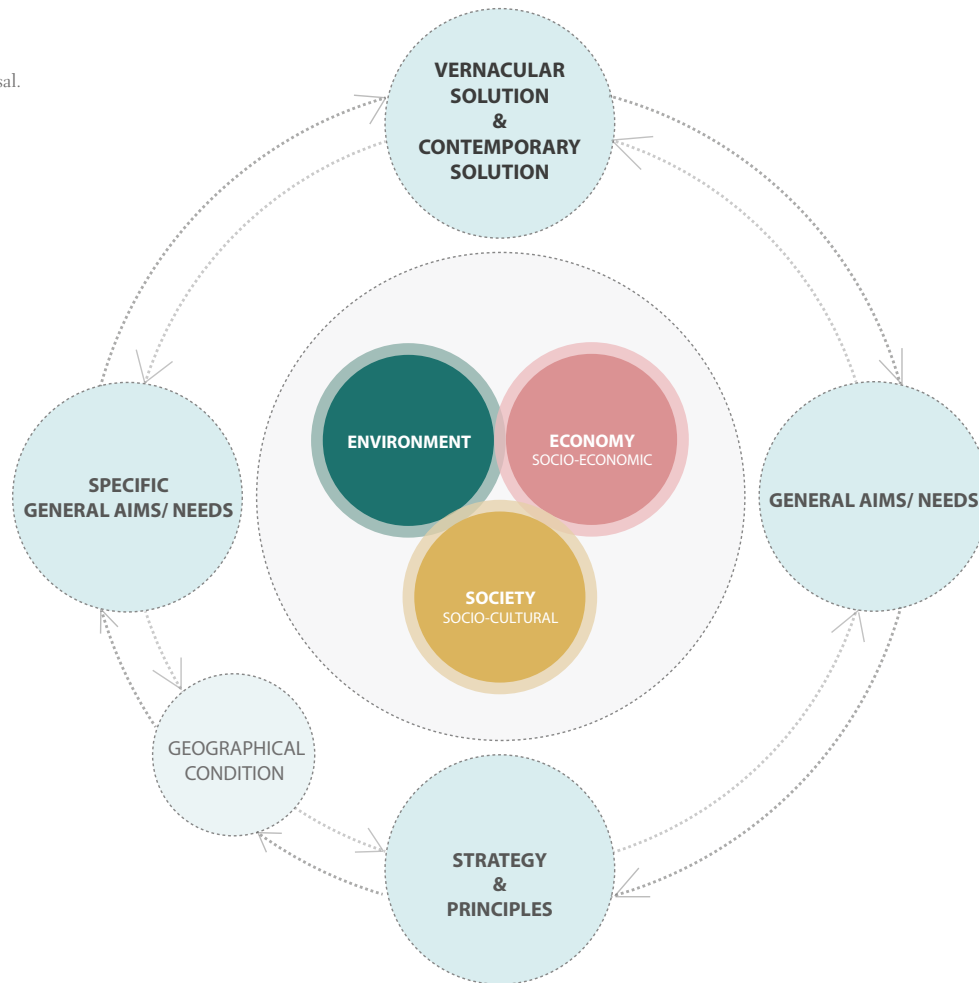 VERNACULAR
SOLUTION
&
CONTEMPORARY
SOLUTION
ENVIRONMENT
ECONOMY
SOCIO-ECONOMIC
SPECIFIC
GENERAL AIMS/ NEEDS
GENERAL AIMS/ NEEDS
SOCIETY
SOCIO-CULTURAL
GEOGRAPHICAL
CONDITION
STRATEGY
&
PRINCIPLES